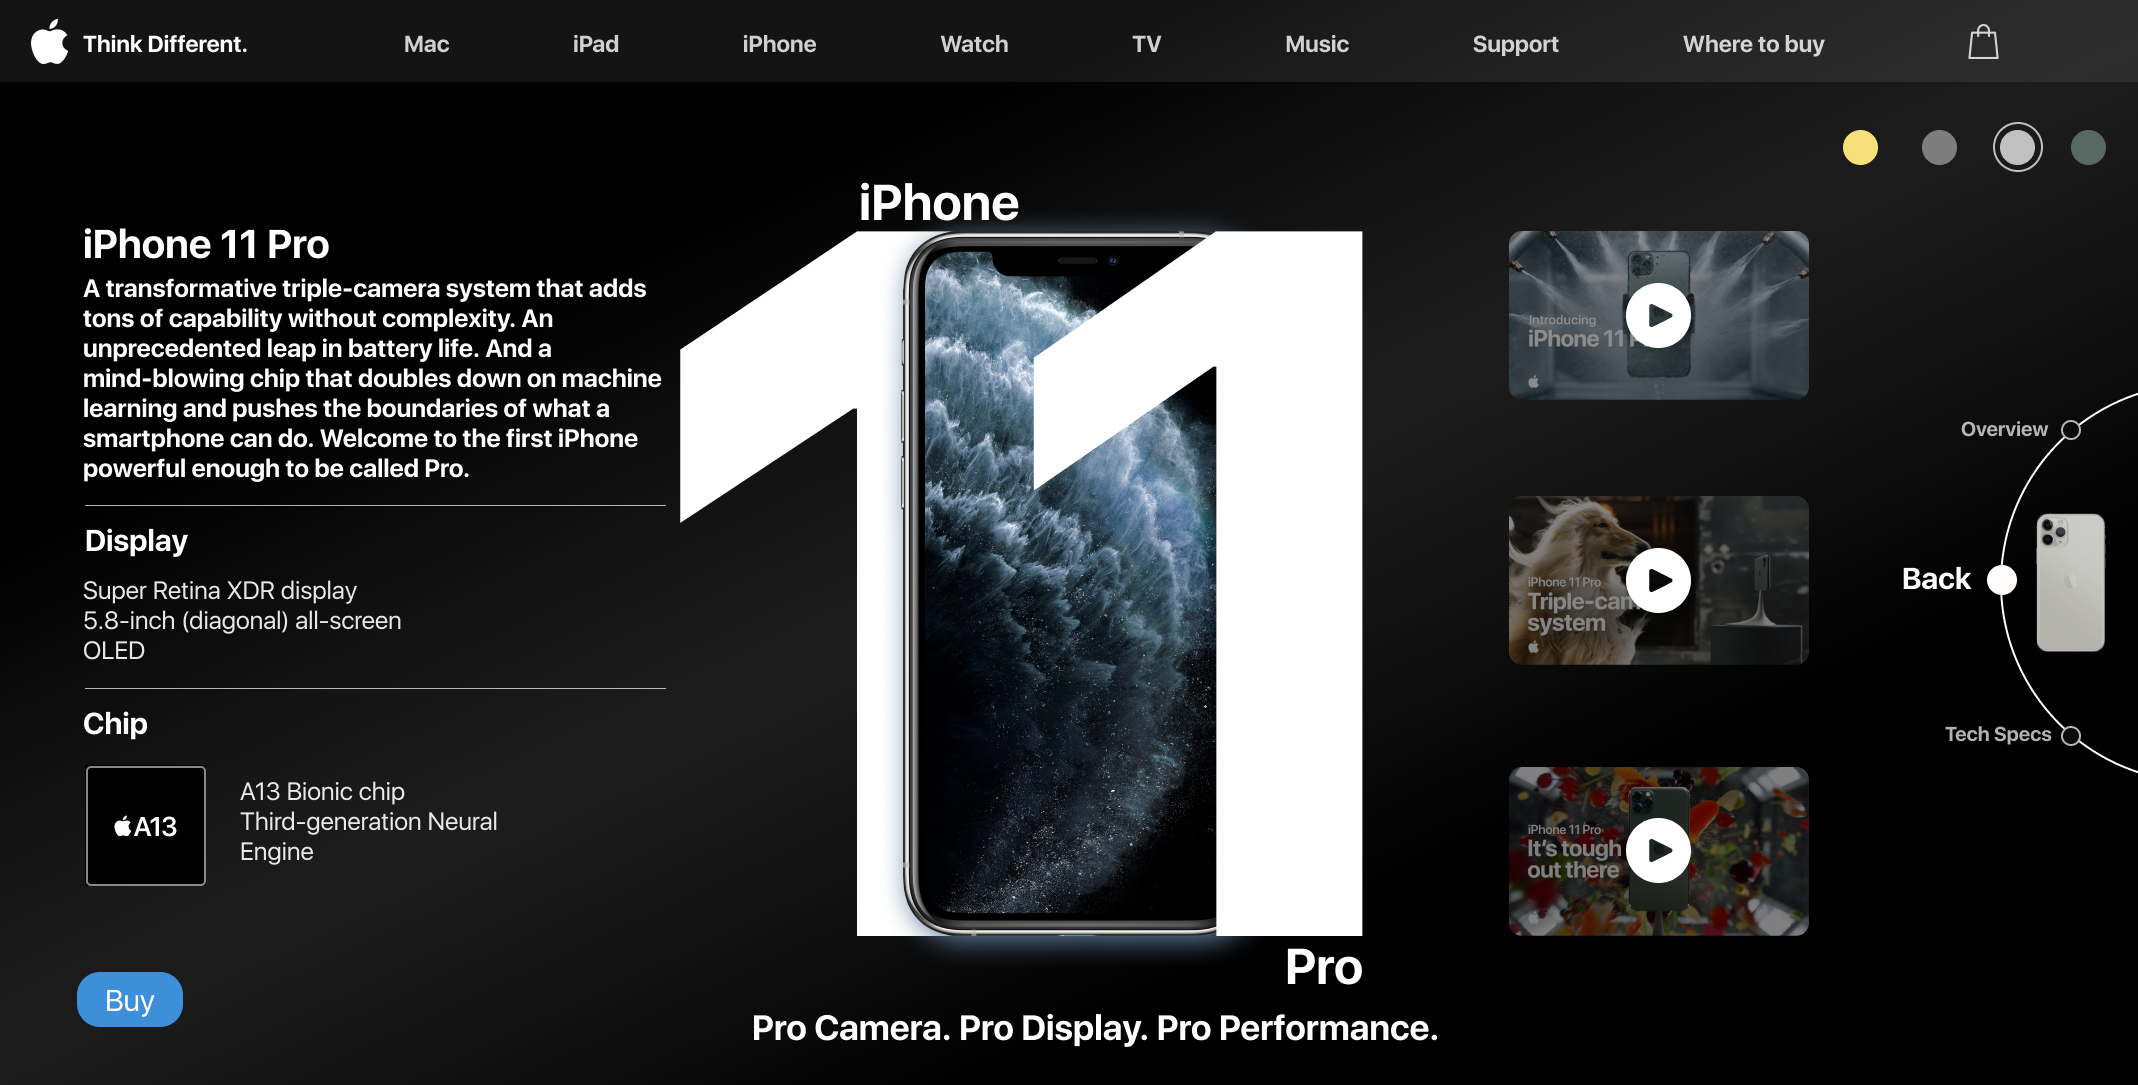 Think Different.
Mac
iPad
iPhone
Watch
TV
Music
Support
Where to buy
iPhone 11 Pro
A transformative triple-camera system that adds
tons of capability without complexity. An
unprecedented leap in battery life. And a
mind-blowing chip that doubles down on machine
learning and pushes the boundaries of what a
smartphone can do. Welcome to the first iPhone
powerful enough to be called Pro.
Display
Super Retina XDR display
5.8-inch (diagonal) all-screen
OLED
Chip
A13
A13 Bionic chip
Third-generation Neural
Engine
Buy
iPhone
11
Pro
Pro Camera. Pro Display. Pro Performance.
Introducing
iPhone 11
iPhone 11 Pro
Triple-cam
system
iPhone 11 Pro
It's tough
out there
Overview
Back
Tech Specs